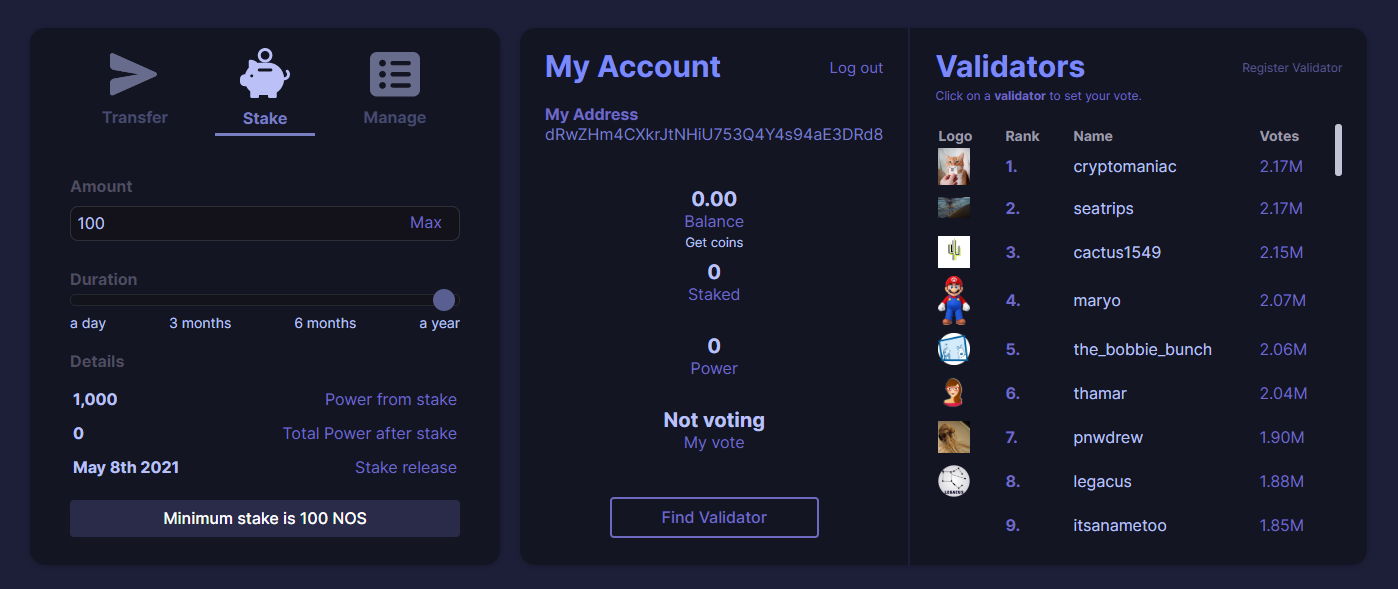 Transfer
Stake
Manage
Amount
100 Max
Duration
a day 3 months 6 months a year
Details
1,000 Power from stake
0 Total Power after stake
May 8th 2021 Stake release
Minimum stake is 100 NOS
My Account Log out
My Address
dRwZHm4CXkrJtNHiU753Q4Y4s94aE3DRd8
0.00
Balance
Get coins
0
Staked
0
Power
Not voting
My vote
Find Validator
Validators Register Validator
Click on a validator to set your vote.
Logo Rank Name Votes
1. cryptomaniac 2.17M
2. seatrips 2.17M
3. cactus1549 2.15M
4. maryo 2.07M
5. the_bobbie_bunch 2.06M
6. thamar 2.04M
7. pnwdrew 1.90M
LEGACUS
8. legacus 1.88M
9. itsanametoo 1.85M